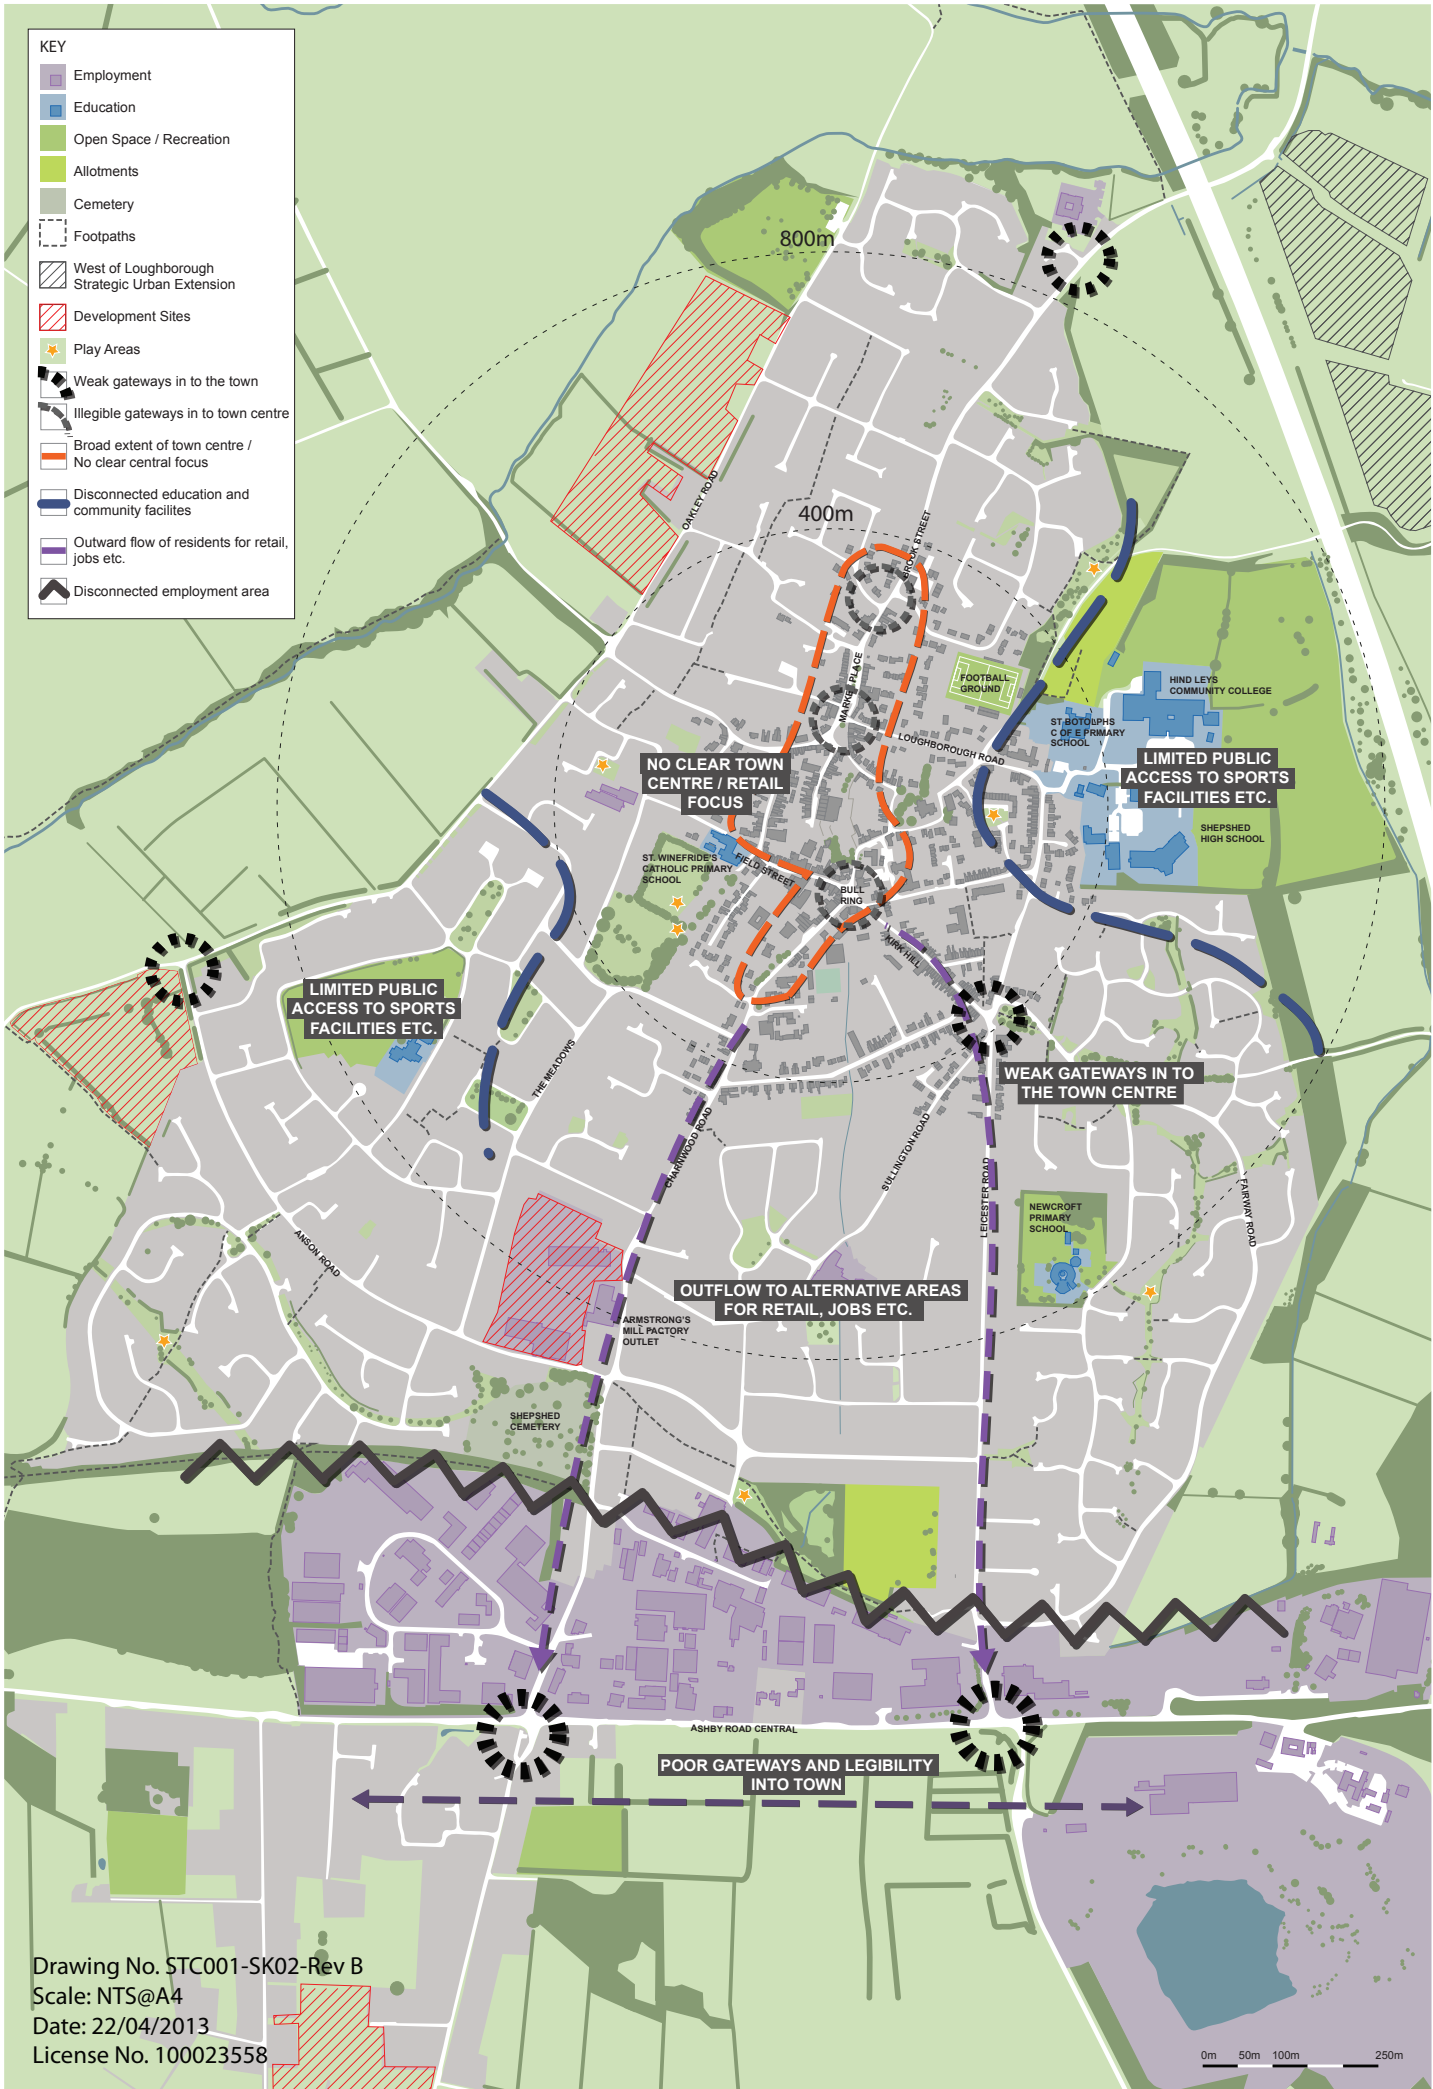 KEY
Employment
Education
Open Space / Recreation
Allotments
Cemetery
Footpaths
West of Loughborough
Strategic Urban Extension
Development Sites
Play Areas
Weak gateways in to the town
Illegible gateways in to town centre
Broad extent of town centre /
No clear central focus
Disconnected education and
community facilites
Outward flow of residents for retail,
jobs etc.
Disconnected employment area
800m
400m
OAKLEY ROAD
BROOK STREET
MARKET PLACE
FOOTBALL
GROUND
HIND LEYS
COMMUNITY COLLEGE
ST BOTOLPHS
C OF E PRIMARY
SCHOOL
LOUGHBOROUGH ROAD
NO CLEAR TOWN
CENTRE / RETAIL
FOCUS
LIMITED PUBLIC
ACCESS TO SPORTS
FACILITIES ETC.
SHEPSHED
HIGH SCHOOL
ST. WINEFRIDE'S
CATHOLIC PRIMARY
SCHOOL
FIELD STREET
BULL
RING
KIRK HILL
LIMITED PUBLIC
ACCESS TO SPORTS
FACILITIES ETC.
THE MEADOWS
WEAK GATEWAYS IN TO
THE TOWN CENTRE
CHARNWOOD ROAD
SULLINGTON ROAD
LEICESTER ROAD
FAIRWAY ROAD
NEWCROFT
PRIMARY
SCHOOL
ANSON ROAD
OUTFLOW TO ALTERNATIVE AREAS
FOR RETAIL, JOBS ETC.
ARMSTRONG'S
MILL FACTORY
OUTLET
SHEPSHED
CEMETERY
ASHBY ROAD CENTRAL
POOR GATEWAYS AND LEGIBILITY
INTO TOWN
Drawing No. STC001-SK02-Rev B
Scale: NTS@A4
Date: 22/04/2013
License No. 100023558
0m 50m 100m 250m